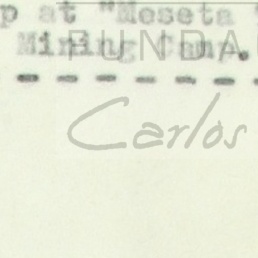 p at "Meseta
Mining Camp.
FUNDA
- - - - - - -
Carlos